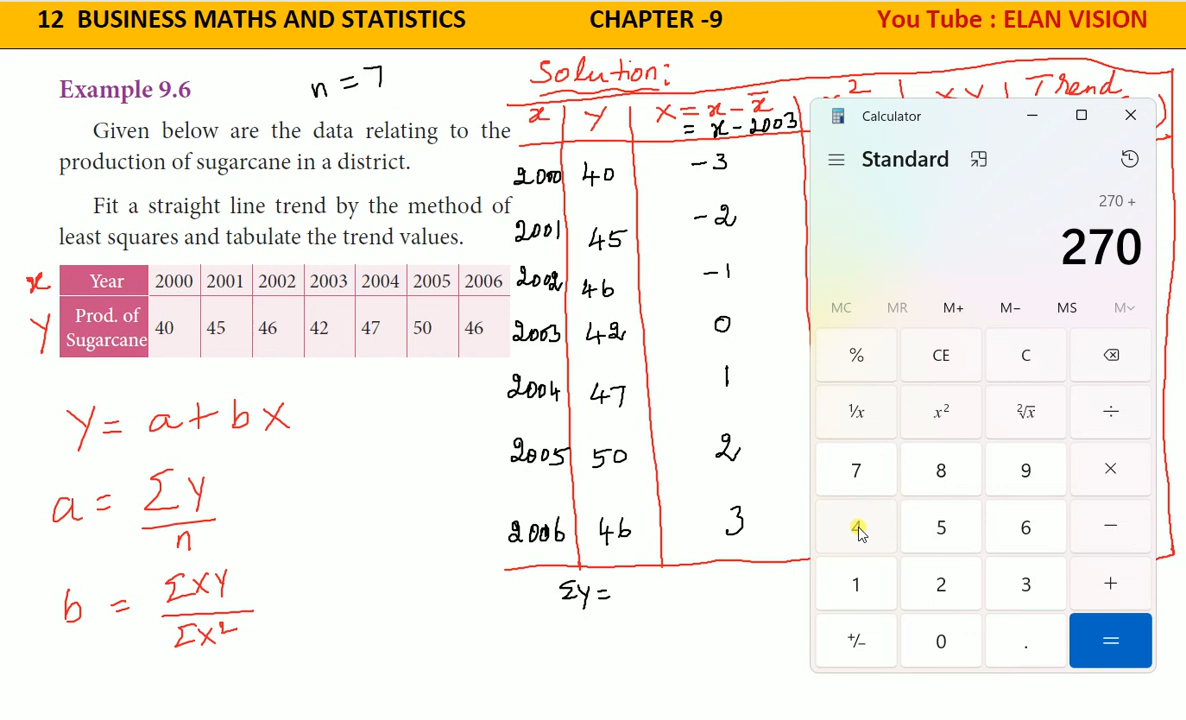 12 BUSINESS MATHS AND STATISTICS CHAPTER -9 You Tube : ELAN VISION
Example 9.6
n = 7
Given below are the data relating to the
production of sugarcane in a district.
Fit a straight line trend by the method of
least squares and tabulate the trend values.
x Year 2000 2001 2002 2003 2004 2005 2006
Y Prod. of Sugarcane 40 45 46 42 47 50 46
Y = a + b X
a = ΣY / n
b = ΣXY / ΣX²
Solution:
x Y X = x - x̄ XY Trend
= x - 2003
2000 40 -3
2001 45 -2
2002 46 -1
2003 42 0
2004 47 1
2005 50 2
2006 46 3
ΣY =
Calculator
Standard
270 +
270
MC MR M+ M- MS M
% CE C
¹/x x² ²√x ÷
7 8 9 ×
4 5 6 −
1 2 3 +
+/− 0 . =